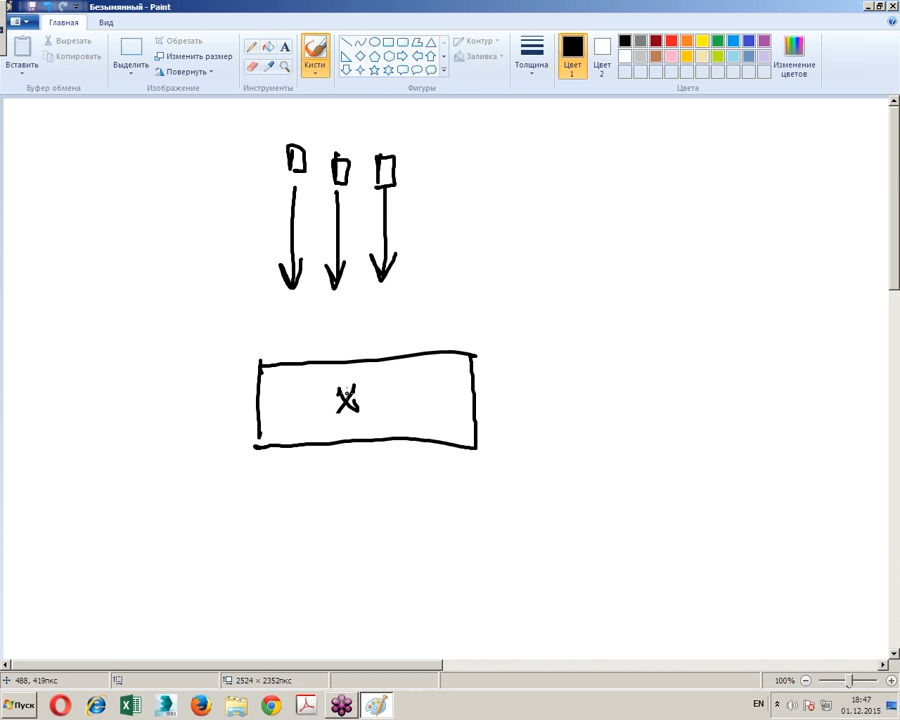 Безымянный - Paint
Главная
Вид
Вставить
Вырезать
Копировать
Буфер обмена
Выделить
Обрезать
Изменить размер
Повернуть
Изображение
A
Инструменты
Кисти
Фигуры
Контур
Заливка
Толщина
Цвет 1
Цвет 2
Изменение цветов
Цвета
X
488, 419пкс
2524 × 2352пкс
100%
Пуск
EN
18:47
01.12.2015